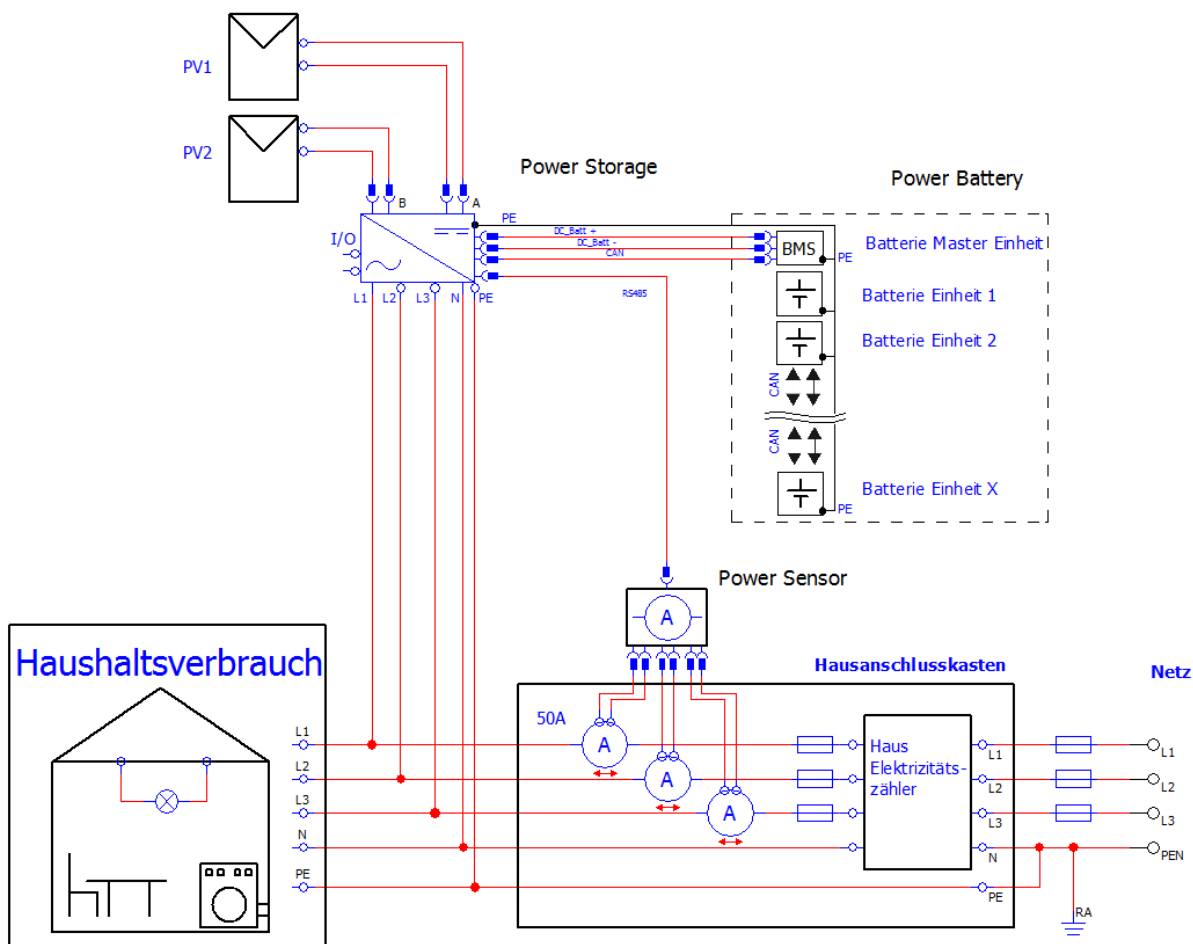 PV1
PV2
Power Storage
Power Battery
B
A
PE
I/O
DC_Batt +
DC_Batt -
CAN
RS485
L1
L2
L3
N
PE
BMS
PE
Batterie Master Einheit
Batterie Einheit 1
Batterie Einheit 2
CAN
CAN
Batterie Einheit X
PE
Power Sensor
A
Haushaltsverbrauch
Hausanschlusskasten
Netz
50A
L1
A
Haus
Elektrizitäts-
zähler
L1
L1
L2
A
L2
L2
L3
A
L3
L3
N
N
PEN
PE
PE
RA